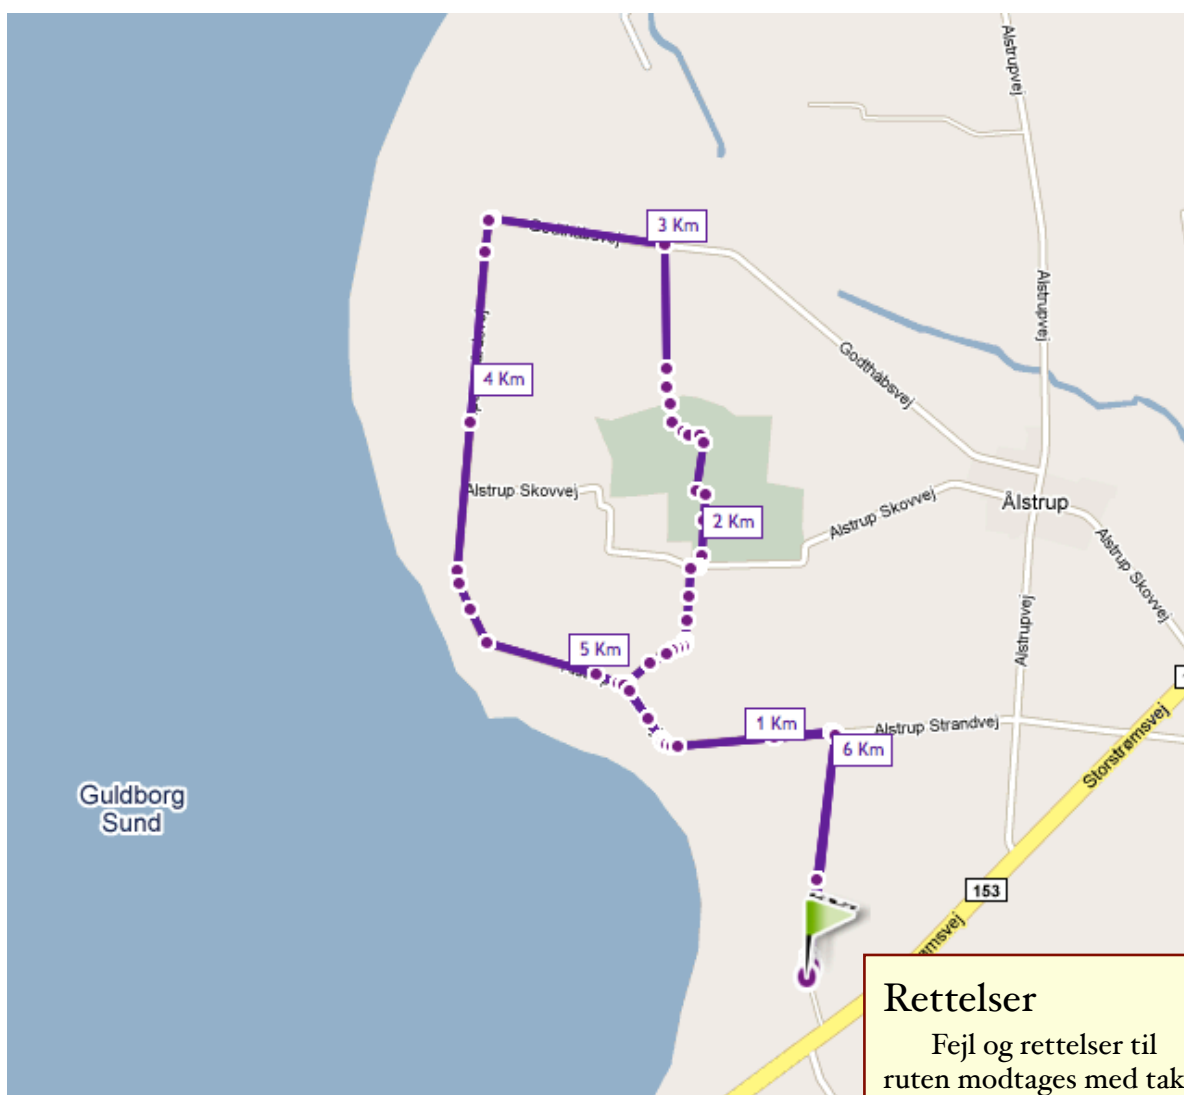 Alstrupvej
3 Km
Godthåbsvej
Alstrupvej
4 Km
Godthåbsvej
Alstrup Skovvej
Alstrup Skovvej
Ålstrup
2 Km
Alstrup Skovvej
Alstrupvej
5 Km
1 Km
Alstrup Strandvej
6 Km
Storstrømsvej
Guldborg
Sund
153
Rettelser
Fejl og rettelser til
ruten modtages med tak